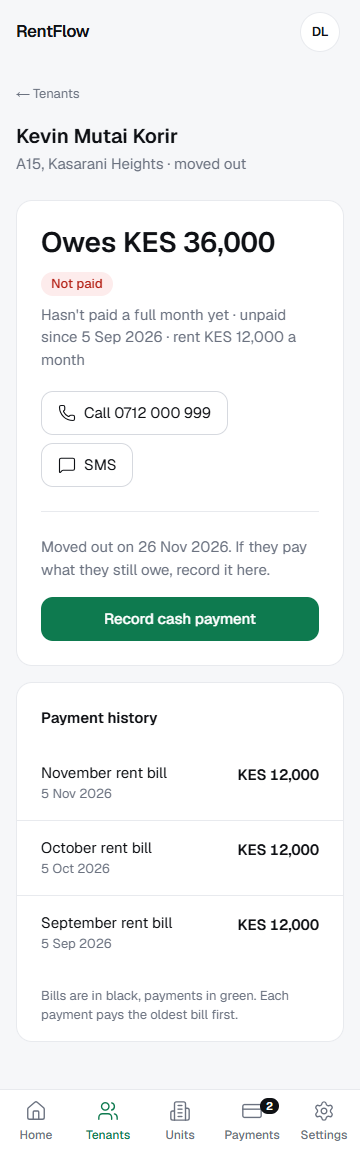 RentFlow
DL
← Tenants
Kevin Mutai Korir
A15, Kasarani Heights · moved out
Owes KES 36,000
Not paid
Hasn't paid a full month yet · unpaid
since 5 Sep 2026 · rent KES 12,000 a
month
Call 0712 000 999
SMS
Moved out on 26 Nov 2026. If they pay
what they still owe, record it here.
Record cash payment
Payment history
November rent bill
KES 12,000
5 Nov 2026
October rent bill
KES 12,000
5 Oct 2026
September rent bill
KES 12,000
5 Sep 2026
Bills are in black, payments in green. Each
payment pays the oldest bill first.
2
Home
Tenants
Units
Payments
Settings